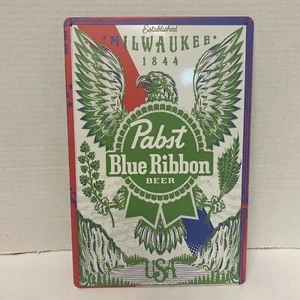 Established
MILWAUKEE
1844
Pabst
Blue Ribbon
BEER
USA